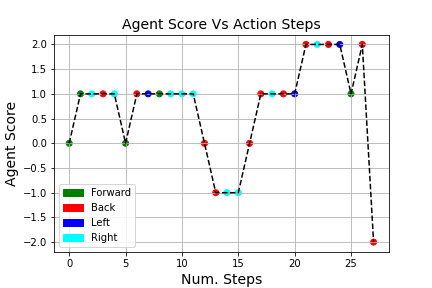 Agent Score Vs Action Steps
Agent Score
2.0
1.5
1.0
0.5
0.0
−0.5
−1.0
−1.5
−2.0
Forward
Back
Left
Right
0 5 10 15 20 25
Num. Steps